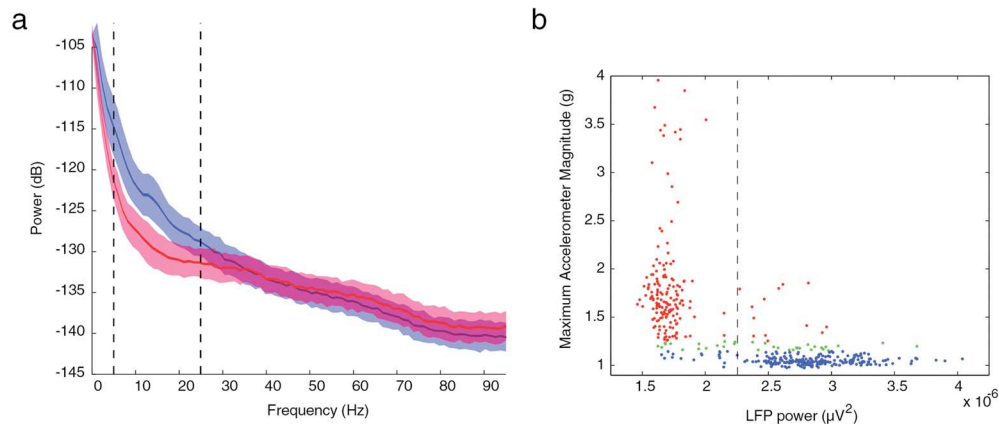 a
Power (dB)
-105
-110
-115
-120
-125
-130
-135
-140
-145
0 10 20 30 40 50 60 70 80 90
Frequency (Hz)
b
Maximum Accelerometer Magnitude (g)
4
3.5
3
2.5
2
1.5
1
1.5 2 2.5 3 3.5 4
x 10⁻⁶
LFP power (µV²)